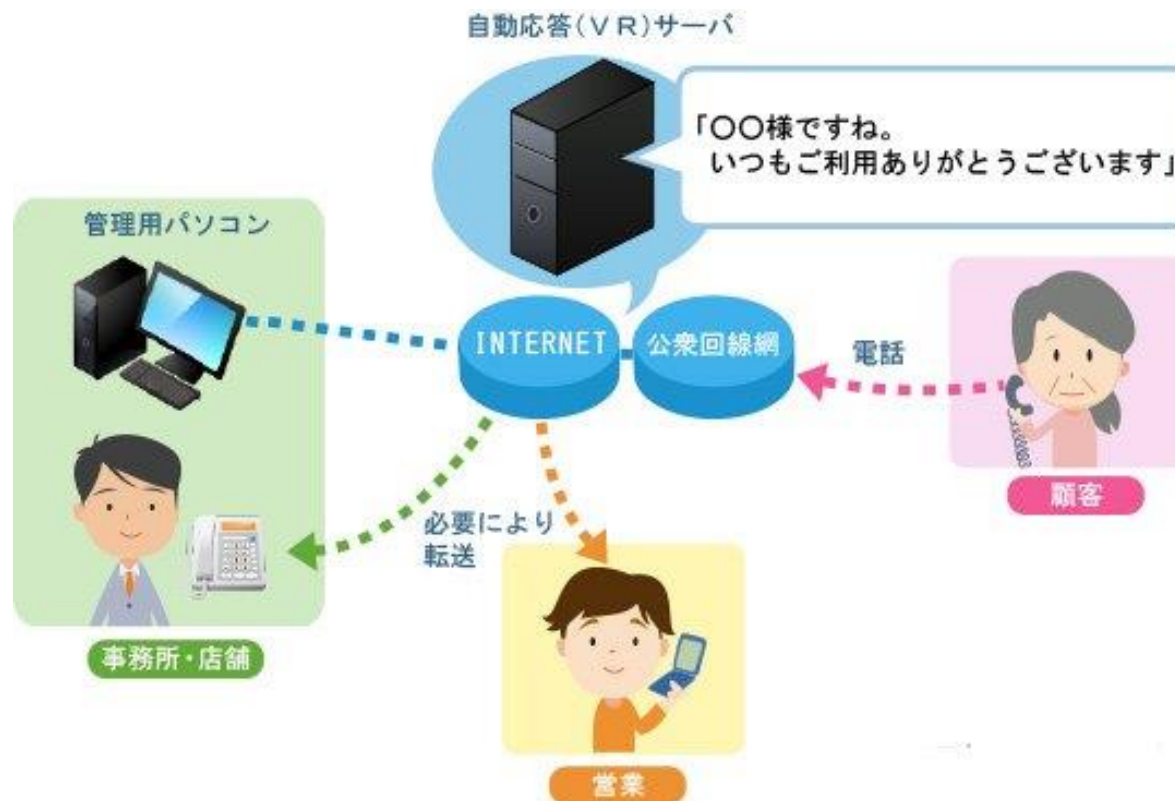 自動応答(VR)サーバ
「〇〇様ですね。
いつもご利用ありがとうございます」
管理用パソコン
INTERNET
公衆回線網
電話
顧客
必要により
転送
事務所・店舗
営業